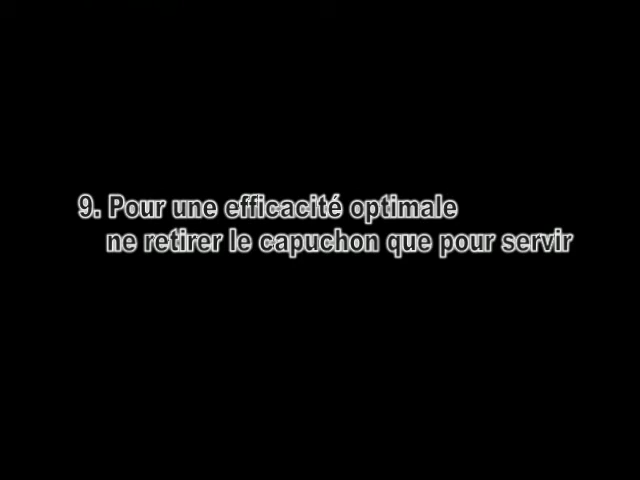 9. Pour une efficacité optimale
ne retirer le capuchon que pour servir